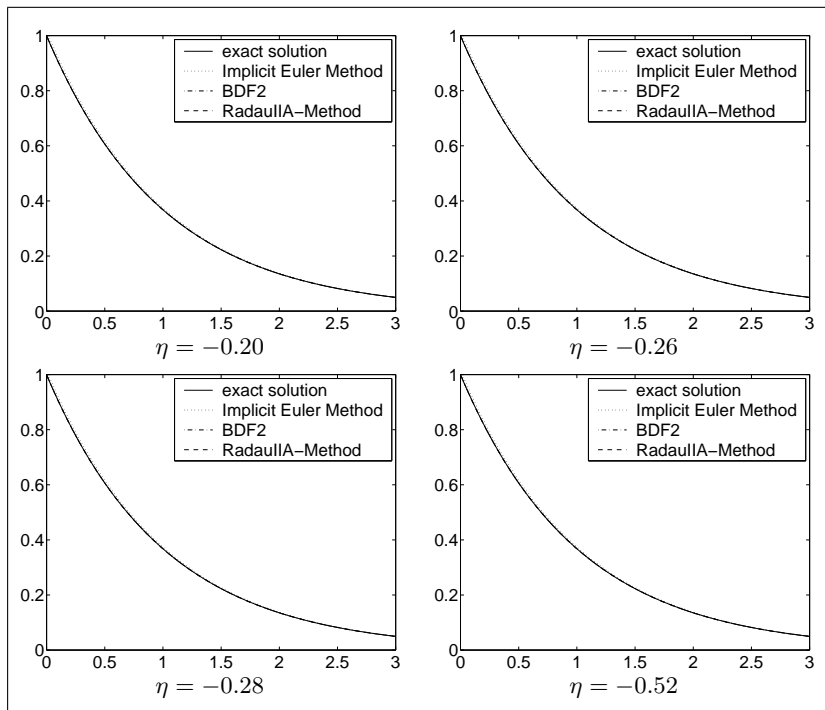 1
0.8
0.6
0.4
0.2
0
0 0.5 1 1.5 2 2.5 3
exact solution
Implicit Euler Method
BDF2
RadauIIA−Method
η = −0.20
1
0.8
0.6
0.4
0.2
0
0 0.5 1 1.5 2 2.5 3
exact solution
Implicit Euler Method
BDF2
RadauIIA−Method
η = −0.26
1
0.8
0.6
0.4
0.2
0
0 0.5 1 1.5 2 2.5 3
exact solution
Implicit Euler Method
BDF2
RadauIIA−Method
η = −0.28
1
0.8
0.6
0.4
0.2
0
0 0.5 1 1.5 2 2.5 3
exact solution
Implicit Euler Method
BDF2
RadauIIA−Method
η = −0.52